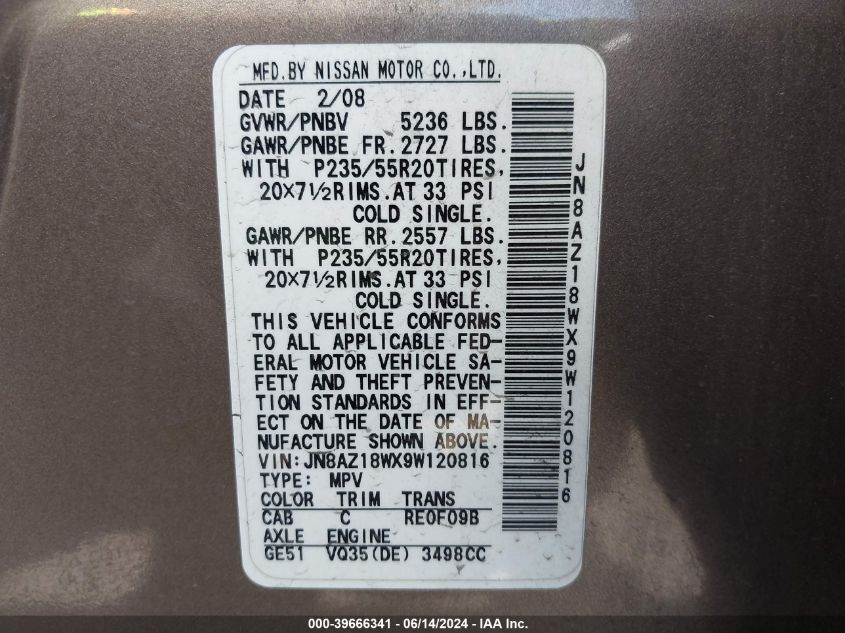 MFD.BY NISSAN MOTOR CO.,LTD.
DATE 2/08
GVWR/PNBV 5236 LBS.
GAWR/PNBE FR.2727 LBS.
WITH P235/55R20TIRES,
20X7½RIMS.AT 33 PSI
COLD SINGLE.
GAWR/PNBE RR.2557 LBS.
WITH P235/55R20TIRES,
20X7½RIMS.AT 33 PSI
COLD SINGLE.
THIS VEHICLE CONFORMS
TO ALL APPLICABLE FED-
ERAL MOTOR VEHICLE SA-
FETY AND THEFT PREVEN-
TION STANDARDS IN EFF-
ECT ON THE DATE OF MA-
NUFACTURE SHOWN ABOVE.
VIN:JN8AZ18WX9W120816
TYPE: MPV
COLOR TRIM TRANS
CAB C RE0F09B
AXLE ENGINE
GE51 VQ35(DE) 3498CC
JN8AZ18WX9W120816
000-39666341 - 06/14/2024 - IAA Inc.